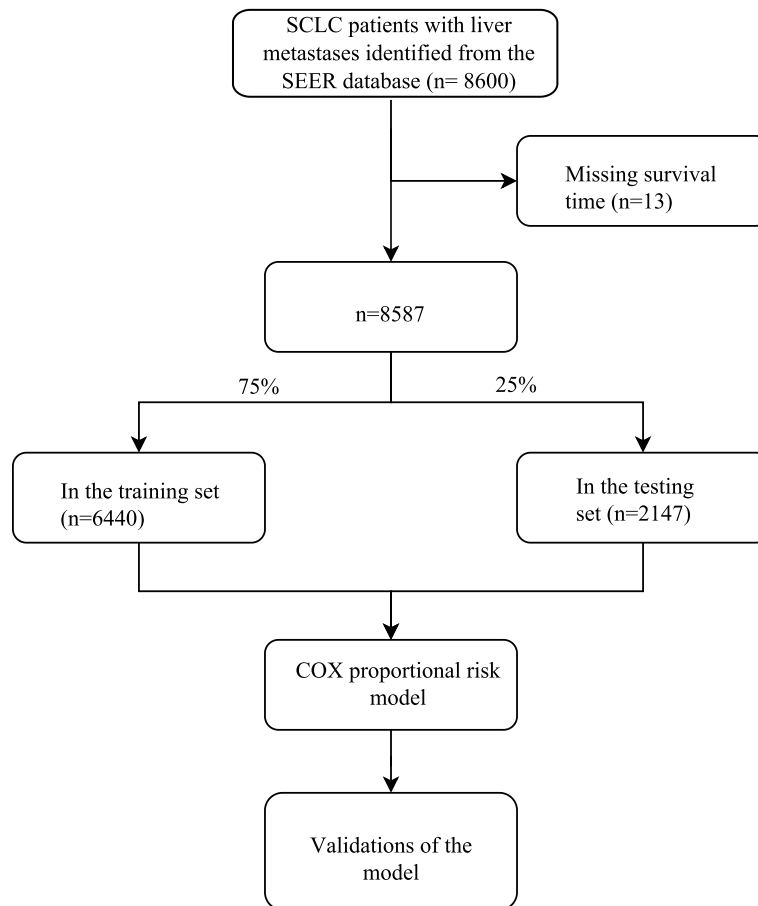 SCLC patients with liver
metastases identified from the
SEER database (n= 8600)
Missing survival
time (n=13)
n=8587
75%
25%
In the training set
(n=6440)
In the testing
set (n=2147)
COX proportional risk
model
Validations of the
model